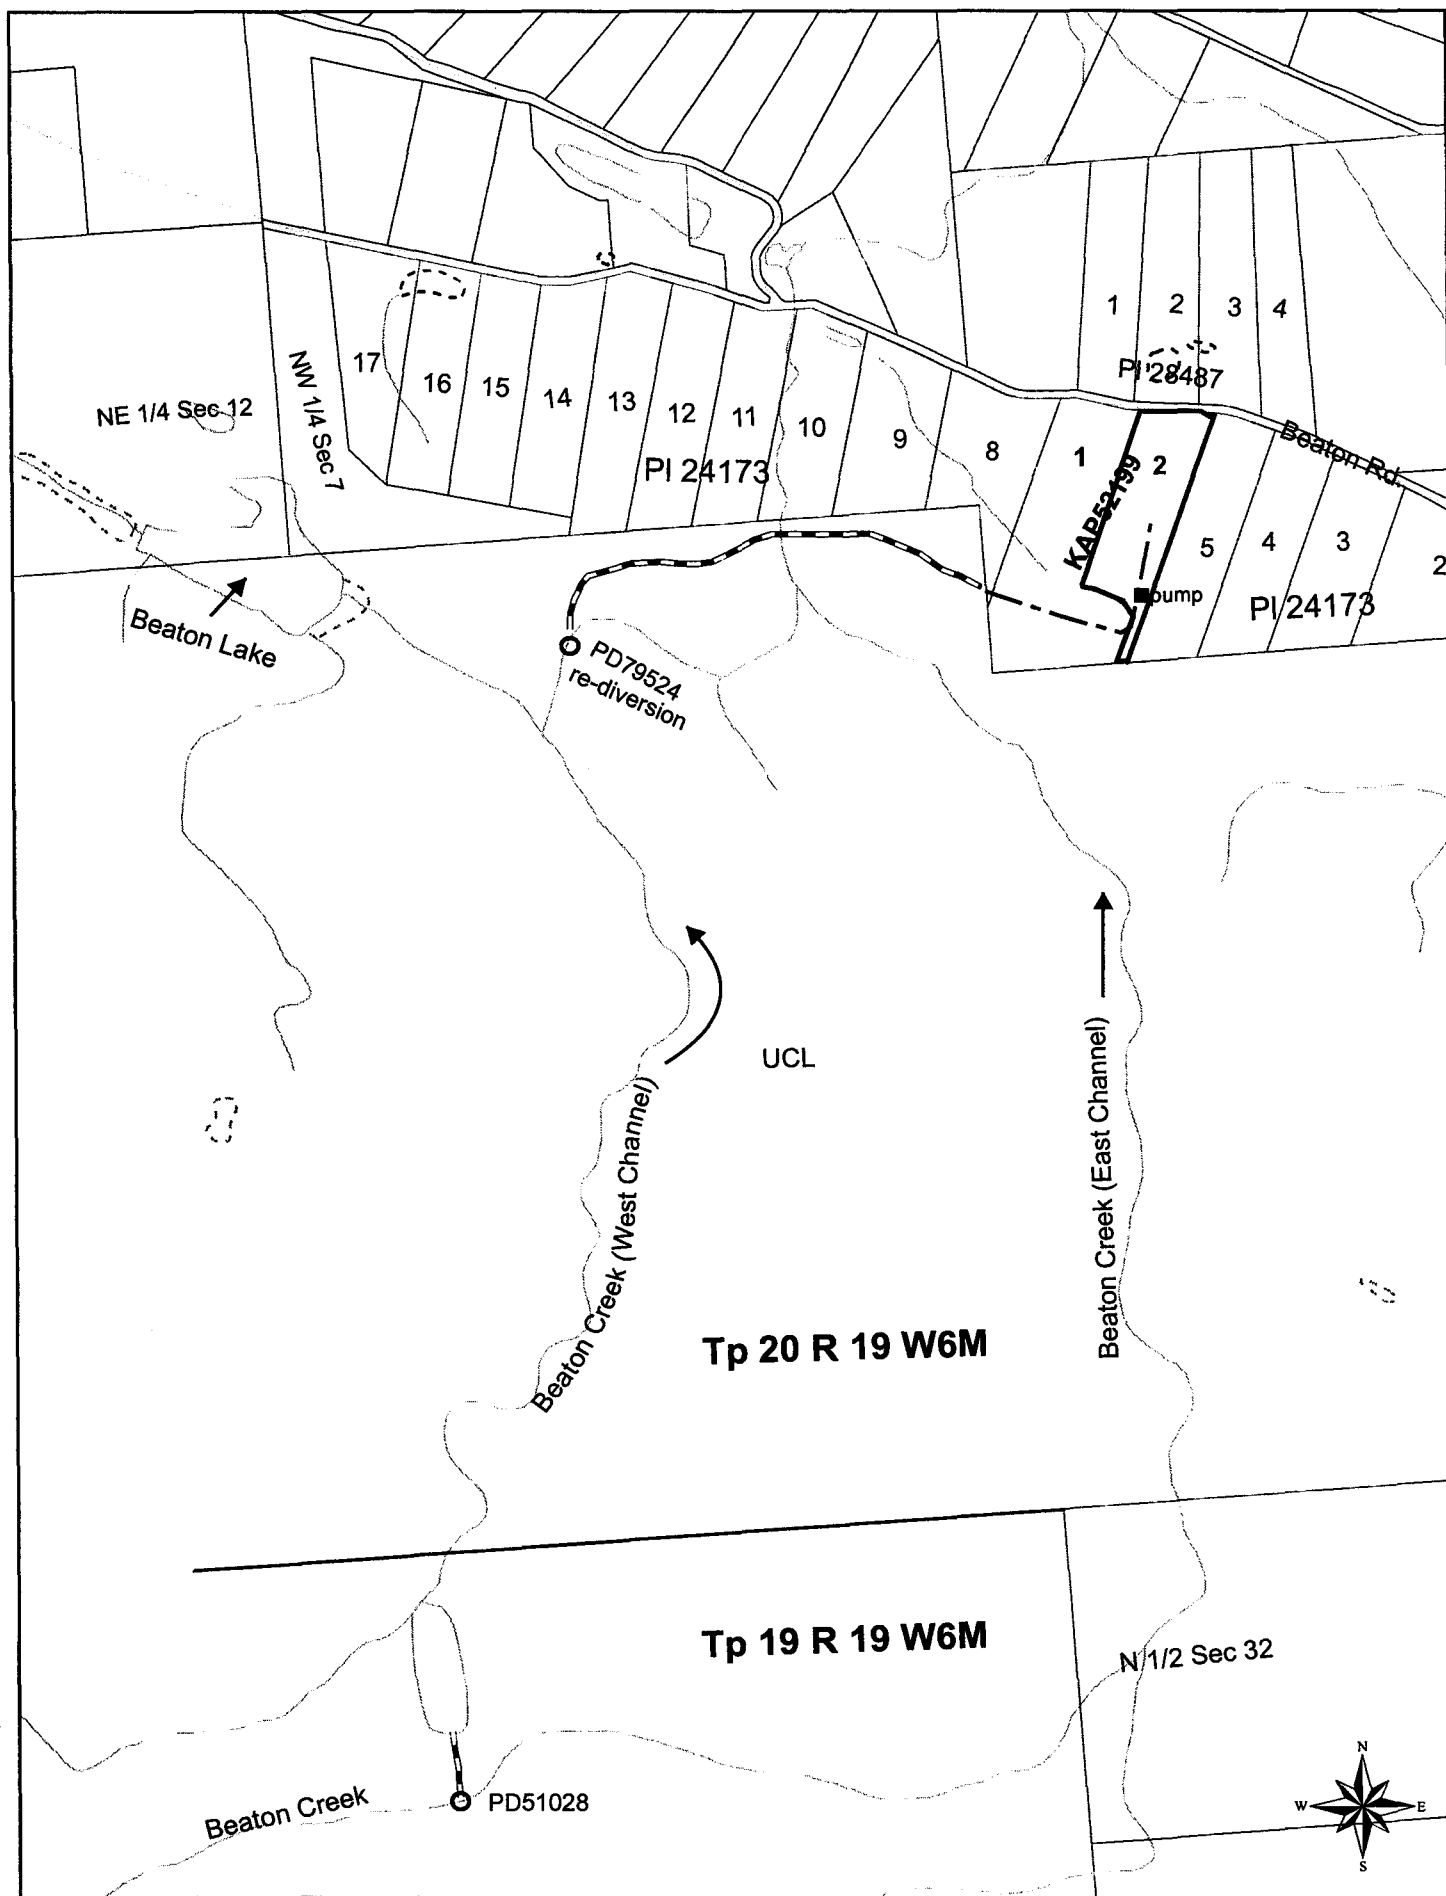 1
2
3
4
Pl 28487
NE 1/4 Sec 12
NW 1/4 Sec 7
17
16
15
14
13
12
11
10
9
8
1
2
KAP52199
Beaton Rd.
Pl 24173
5
4
3
2
Pl 24173
pump
Beaton Lake
PD79524
re-diversion
UCL
Beaton Creek (West Channel)
Beaton Creek (East Channel)
Tp 20 R 19 W6M
Tp 19 R 19 W6M
N 1/2 Sec 32
Beaton Creek
PD51028
N
W
E
S